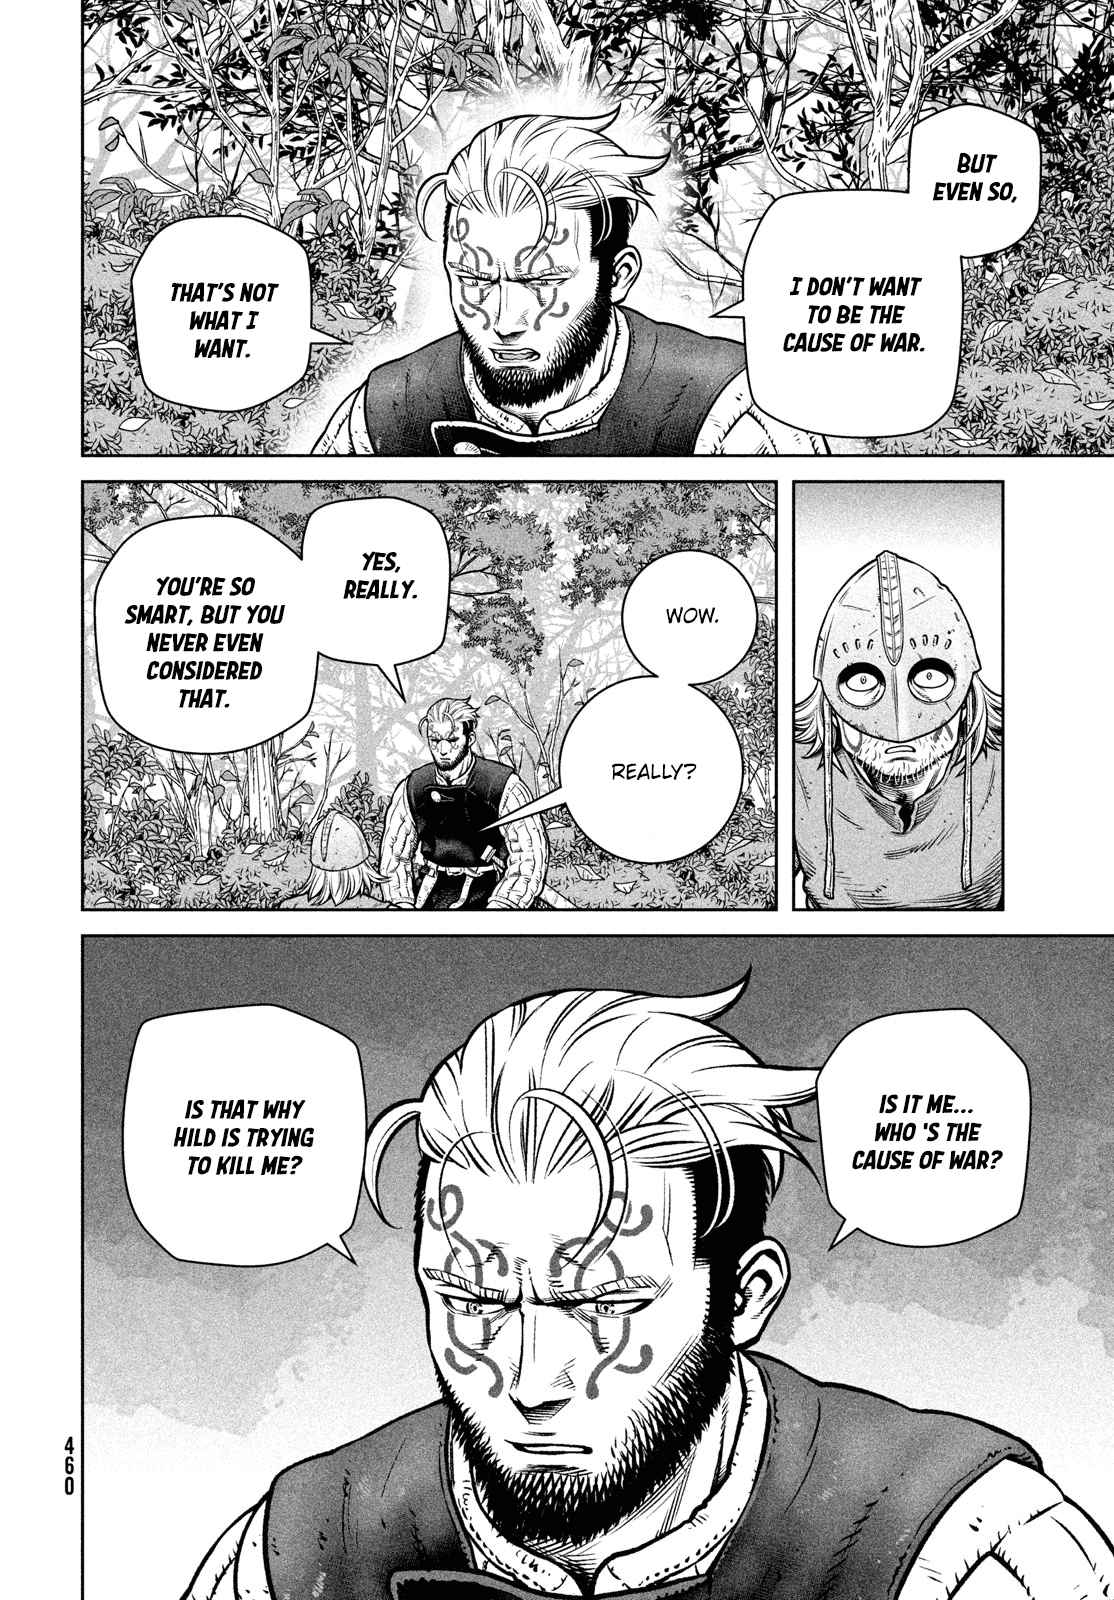 BUT
EVEN SO,
I DON'T WANT
TO BE THE
CAUSE OF WAR.
THAT'S NOT
WHAT I
WANT.
WOW.
REALLY?
YES,
REALLY.
YOU'RE SO
SMART, BUT YOU
NEVER EVEN
CONSIDERED
THAT.
IS IT ME...
WHO 'S THE
CAUSE OF WAR?
IS THAT WHY
HILD IS TRYING
TO KILL ME?
460